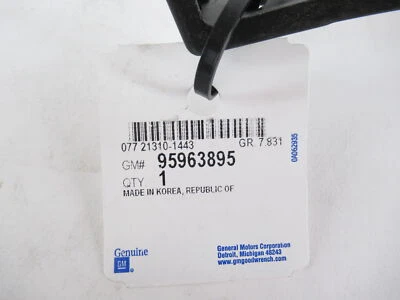 077 21310-1443 GR. 7.831
GM# 95963895
QTY 1
MADE IN KOREA, REPUBLIC OF
0AD62935
Genuine
GM
General Motors Corporation
Detroit, Michigan 48243
www.gmgoodwrench.com